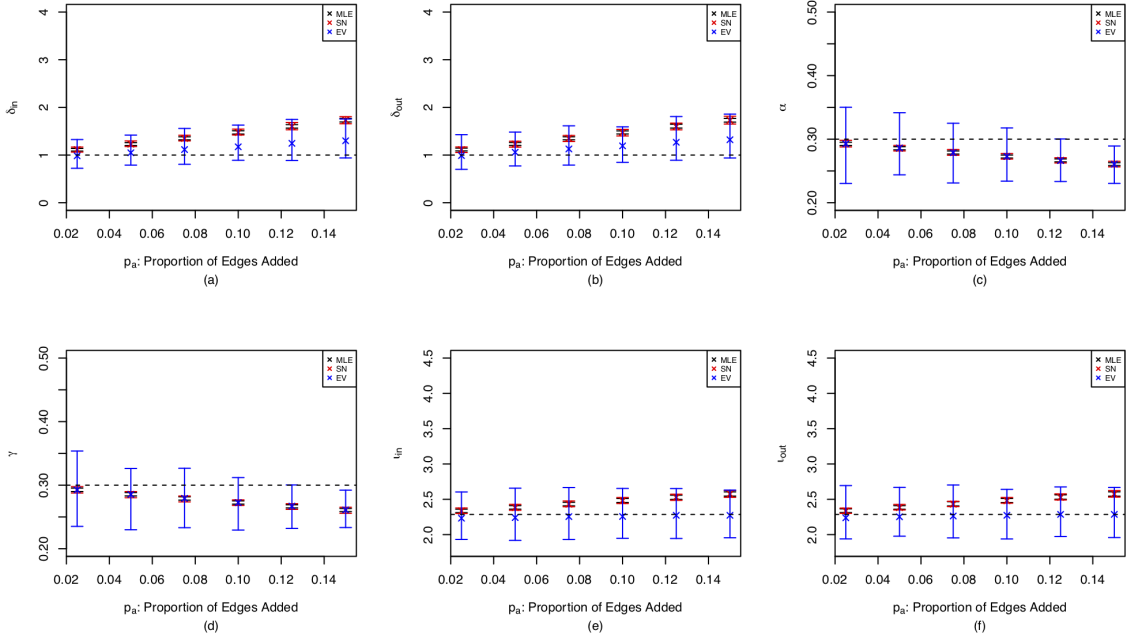 MLE
SN
EV
δin
0 1 2 3 4
0.02 0.04 0.06 0.08 0.10 0.12 0.14
pa: Proportion of Edges Added
(a)
MLE
SN
EV
δout
0 1 2 3 4
0.02 0.04 0.06 0.08 0.10 0.12 0.14
pa: Proportion of Edges Added
(b)
MLE
SN
EV
α
0.20 0.30 0.40 0.50
0.02 0.04 0.06 0.08 0.10 0.12 0.14
pa: Proportion of Edges Added
(c)
MLE
SN
EV
γ
0.20 0.30 0.40 0.50
0.02 0.04 0.06 0.08 0.10 0.12 0.14
pa: Proportion of Edges Added
(d)
MLE
SN
EV
ιin
2.0 2.5 3.0 3.5 4.0 4.5
0.02 0.04 0.06 0.08 0.10 0.12 0.14
pa: Proportion of Edges Added
(e)
MLE
SN
EV
ιout
2.0 2.5 3.0 3.5 4.0 4.5
0.02 0.04 0.06 0.08 0.10 0.12 0.14
pa: Proportion of Edges Added
(f)